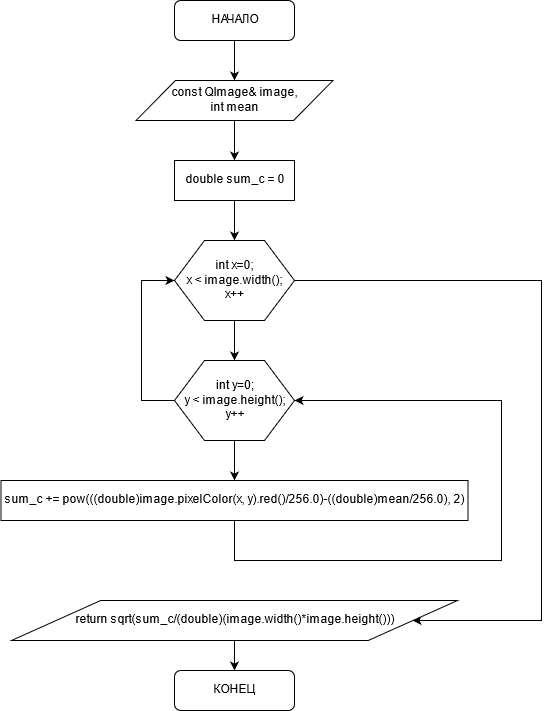 НАЧАЛО
const QImage& image,
int mean
double sum_c = 0
int x=0;
x < image.width();
x++
int y=0;
y < image.height();
y++
sum_c += pow(((double)image.pixelColor(x, y).red()/256.0)-((double)mean/256.0), 2)
return sqrt(sum_c/(double)(image.width()*image.height()))
КОНЕЦ